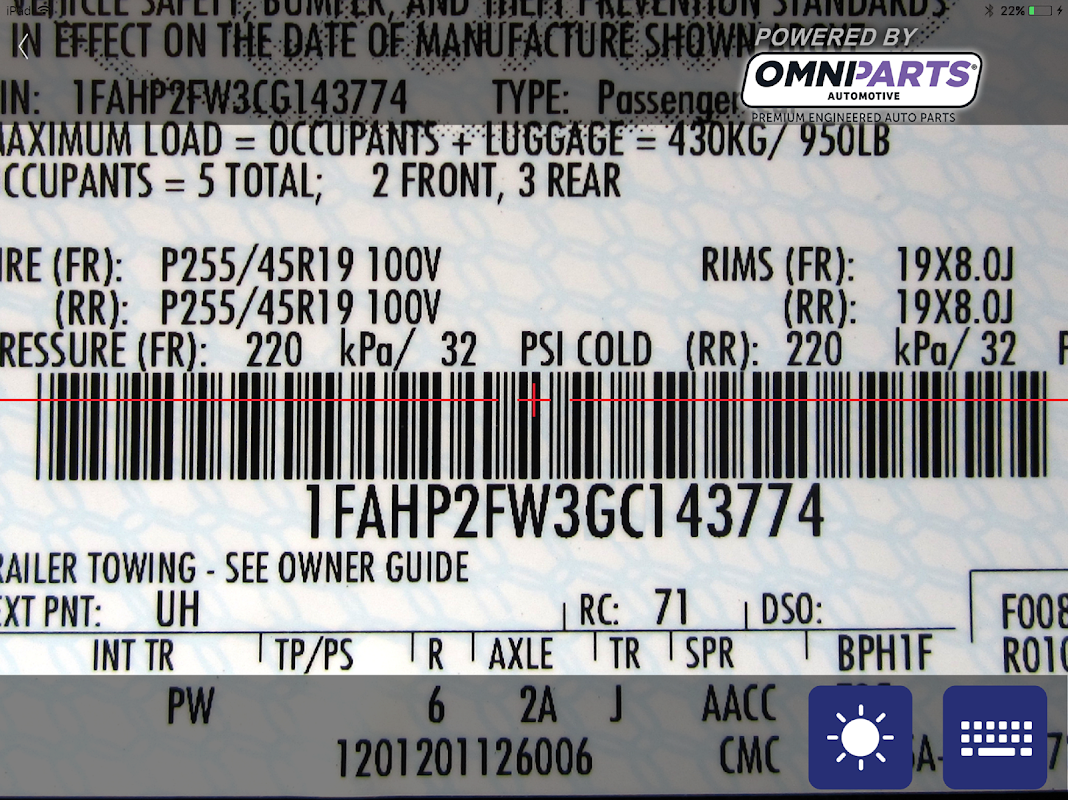 iPad 22%
HICLE SAFETY, BUMPER, AND THEFT PREVENTION STANDARDS
IN EFFECT ON THE DATE OF MANUFACTURE SHOWN
POWERED BY
OMNIPARTS®
AUTOMOTIVE
PREMIUM ENGINEERED AUTO PARTS
IN: 1FAHP2FW3CG143774 TYPE: Passenger
MAXIMUM LOAD = OCCUPANTS + LUGGAGE = 430KG/ 950LB
CCUPANTS = 5 TOTAL; 2 FRONT, 3 REAR
IRE (FR): P255/45R19 100V RIMS (FR): 19X8.0J
(RR): P255/45R19 100V (RR): 19X8.0J
RESSURE (FR): 220 kPa/ 32 PSI COLD (RR): 220 kPa/ 32 P
1FAHP2FW3GC143774
RAILER TOWING - SEE OWNER GUIDE
EXT PNT: UH RC: 71 DSO: F008
INT TR TP/PS R AXLE TR SPR BPH1F R010
PW 6 2A J AACC
1201201126006 CMC